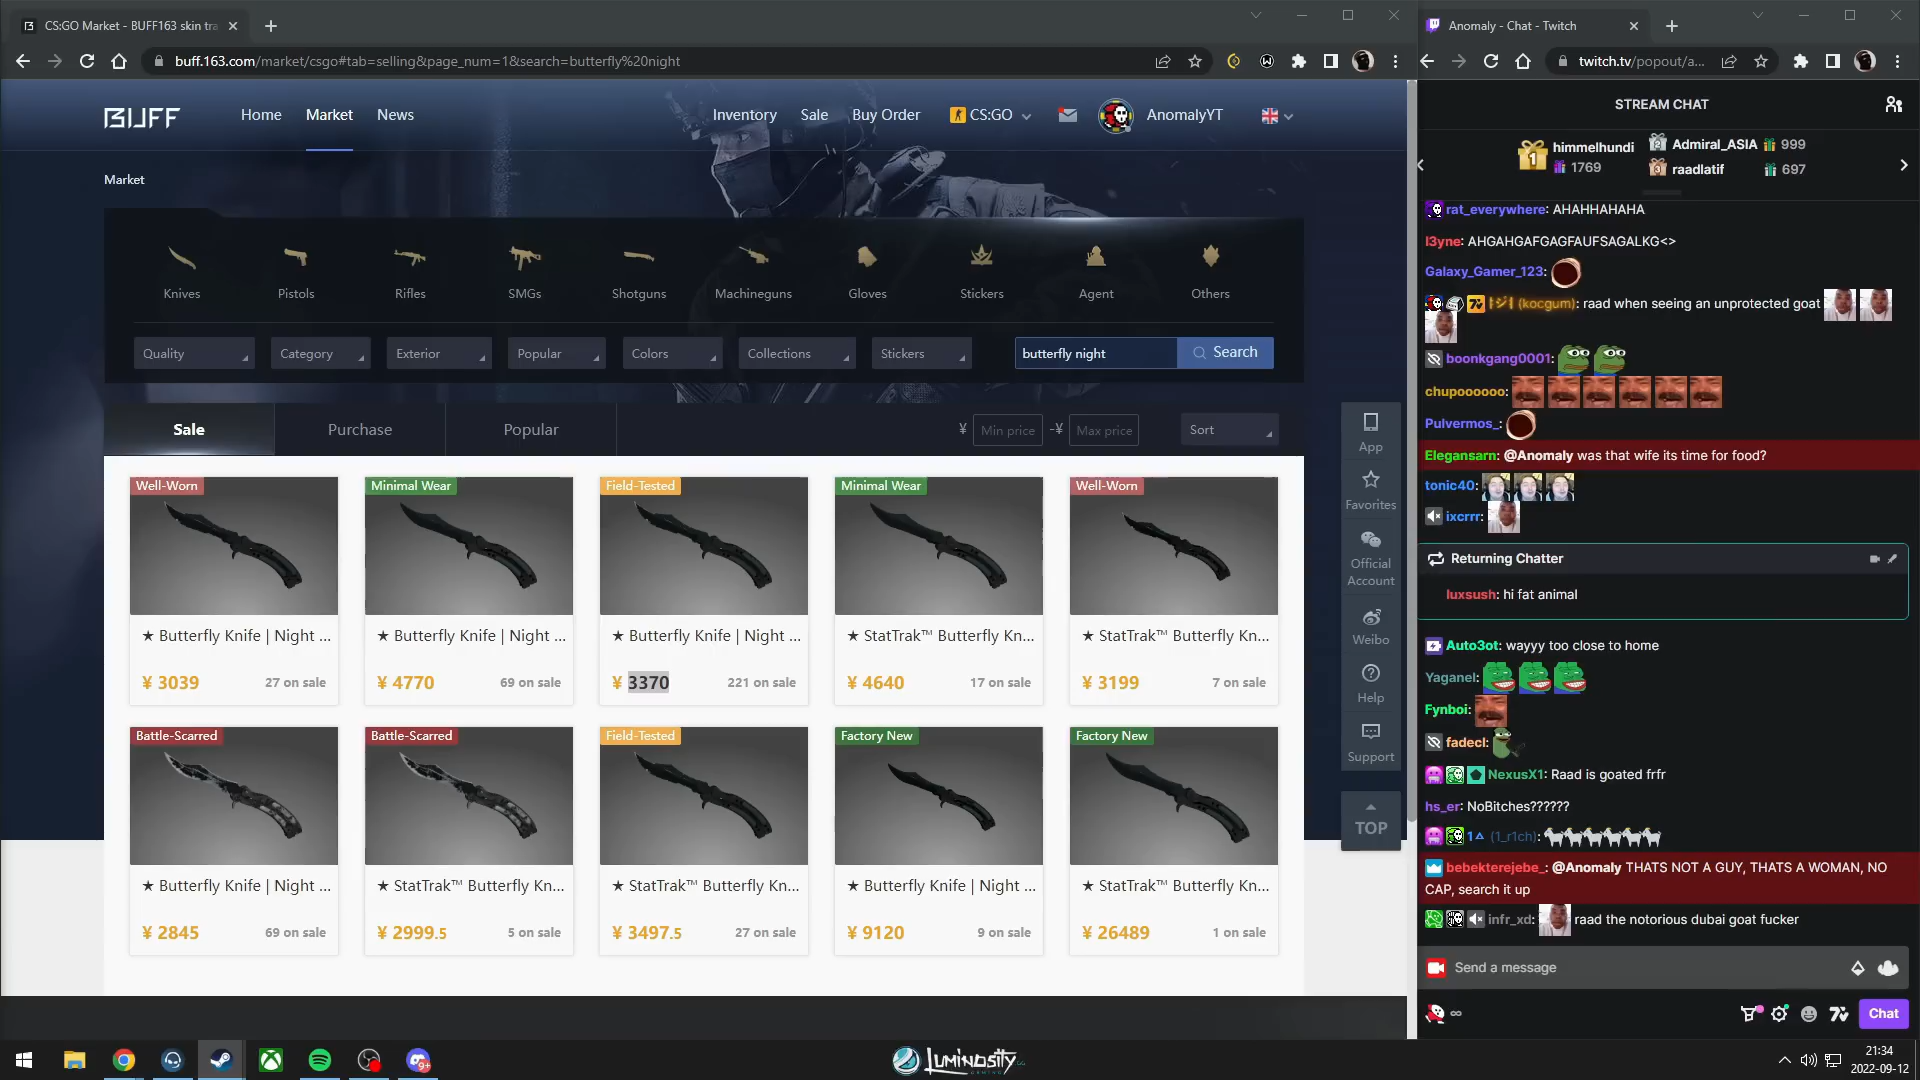 CS:GO Market - BUFF163 skin tra
buff.163.com/market/csgo#tab=selling&page_num=1&search=butterfly%20night
BUFF
Home
Market
News
Inventory
Sale
Buy Order
CS:GO
AnomalyYT
Market
Knives
Pistols
Rifles
SMGs
Shotguns
Machineguns
Gloves
Stickers
Agent
Others
Quality
Category
Exterior
Popular
Colors
Collections
Stickers
butterfly night
Search
Sale
Purchase
Popular
¥ Min price -¥ Max price
Sort
Well-Worn
★ Butterfly Knife | Night ...
¥ 3039
27 on sale
Minimal Wear
★ Butterfly Knife | Night ...
¥ 4770
69 on sale
Field-Tested
★ Butterfly Knife | Night ...
¥ 3370
221 on sale
Minimal Wear
★ StatTrak™ Butterfly Kn...
¥ 4640
17 on sale
Well-Worn
★ StatTrak™ Butterfly Kn...
¥ 3199
7 on sale
Battle-Scarred
★ Butterfly Knife | Night ...
¥ 2845
69 on sale
Battle-Scarred
★ StatTrak™ Butterfly Kn...
¥ 2999.5
5 on sale
Field-Tested
★ StatTrak™ Butterfly Kn...
¥ 3497.5
27 on sale
Factory New
★ Butterfly Knife | Night ...
¥ 9120
9 on sale
Factory New
★ StatTrak™ Butterfly Kn...
¥ 26489
1 on sale
App
Favorites
Official
Account
Weibo
Help
Support
TOP
Anomaly - Chat - Twitch
twitch.tv/popout/a...
STREAM CHAT
1
himmelhundi
1769
Admiral_ASIA 999
raadlatif 697
rat_everywhere: AHAHHAHAHA
l3yne: AHGAHGAFGAGFAUFSAGALKG<>
Galaxy_Gamer_123:
(kocgum): raad when seeing an unprotected goat
boonkgang0001:
chupoooooo:
Pulvermos_:
Elegansarn: @Anomaly was that wife its time for food?
tonic40:
ixcrrr:
Returning Chatter
luxsush: hi fat animal
Auto3ot: wayyy too close to home
Yaganel:
Fynboi:
fadecl:
NexusX1: Raad is goated frfr
hs_er: NoBitches??????
(1_r1ch):
bebekterejebe_: @Anomaly THATS NOT A GUY, THATS A WOMAN, NO
CAP, search it up
infr_xd: raad the notorious dubai goat fucker
Send a message
∞
Chat
9+
LUMINOSITY
GAMING
21:34
2022-09-12